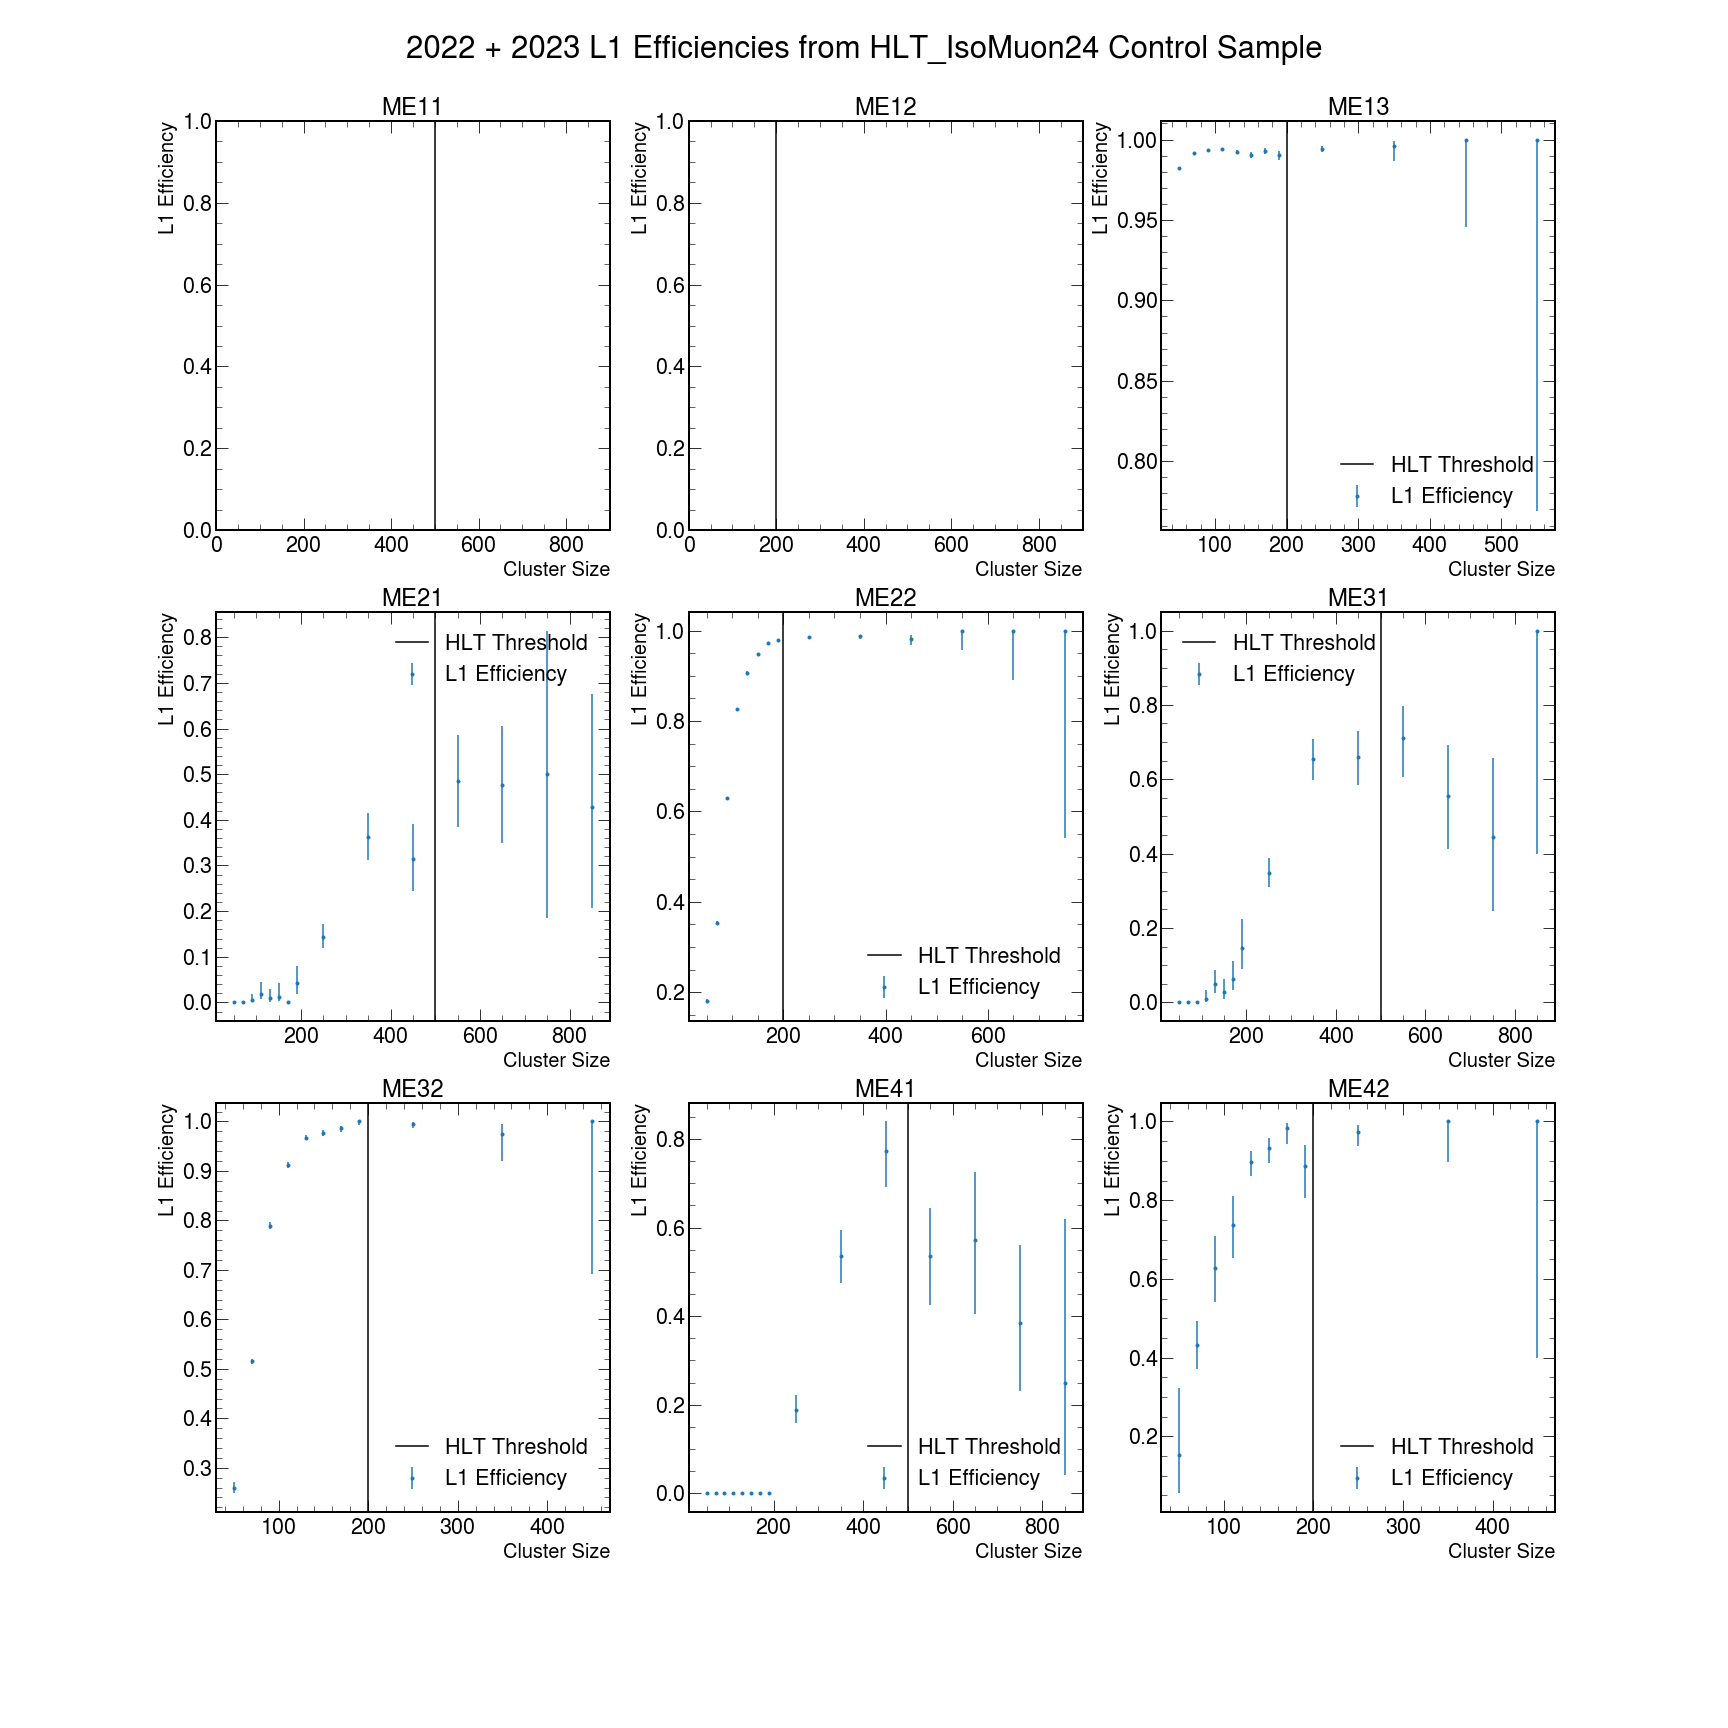 2022 + 2023 L1 Efficiencies from HLT_IsoMuon24 Control Sample
ME11
L1 Efficiency
1.0
0.8
0.6
0.4
0.2
0.0
0 200 400 600 800
Cluster Size
ME12
L1 Efficiency
1.0
0.8
0.6
0.4
0.2
0.0
0 200 400 600 800
Cluster Size
ME13
L1 Efficiency
1.00
0.95
0.90
0.85
0.80
HLT Threshold
L1 Efficiency
100 200 300 400 500
Cluster Size
ME21
L1 Efficiency
0.8
0.7
0.6
0.5
0.4
0.3
0.2
0.1
0.0
HLT Threshold
L1 Efficiency
200 400 600 800
Cluster Size
ME22
L1 Efficiency
1.0
0.8
0.6
0.4
0.2
HLT Threshold
L1 Efficiency
200 400 600
Cluster Size
ME31
L1 Efficiency
1.0
0.8
0.6
0.4
0.2
0.0
HLT Threshold
L1 Efficiency
200 400 600 800
Cluster Size
ME32
L1 Efficiency
1.0
0.9
0.8
0.7
0.6
0.5
0.4
0.3
HLT Threshold
L1 Efficiency
100 200 300 400
Cluster Size
ME41
L1 Efficiency
0.8
0.6
0.4
0.2
0.0
HLT Threshold
L1 Efficiency
200 400 600 800
Cluster Size
ME42
L1 Efficiency
1.0
0.8
0.6
0.4
0.2
HLT Threshold
L1 Efficiency
100 200 300 400
Cluster Size